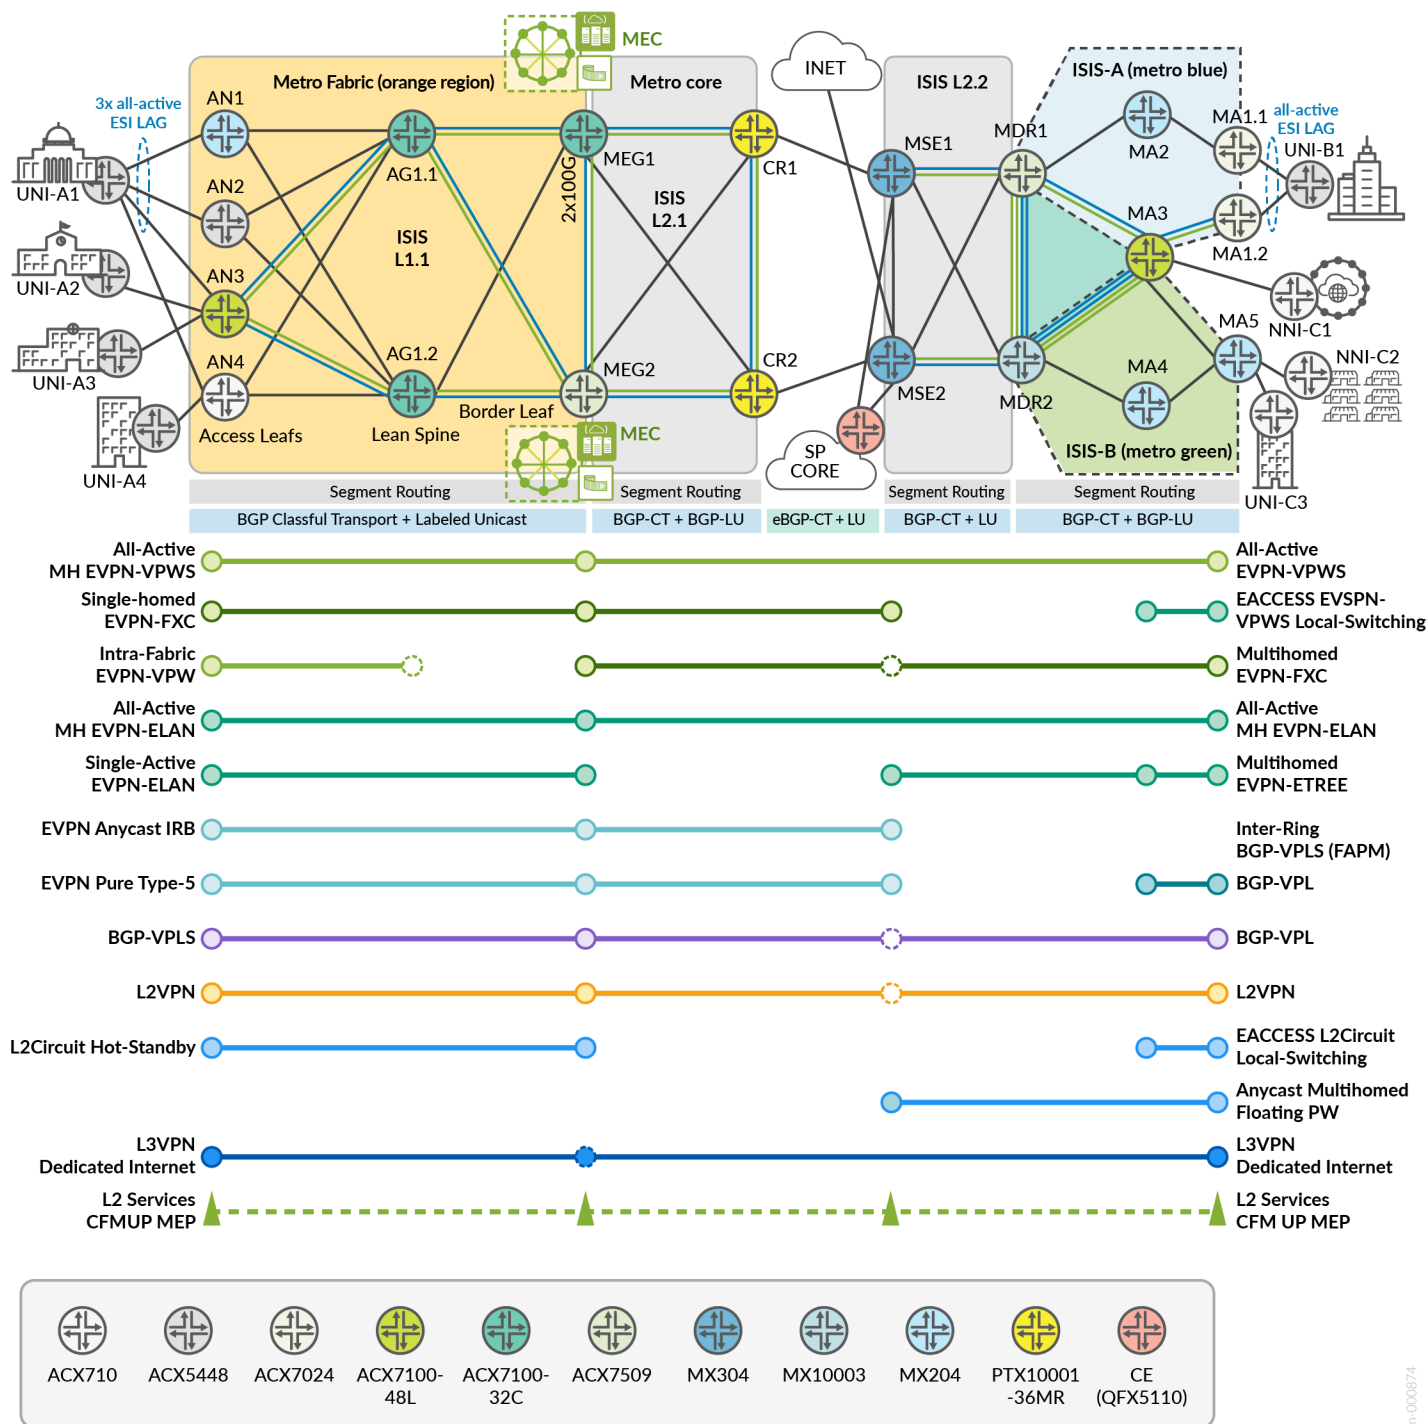 MEC
Metro Fabric (orange region)
Metro core
INET
ISIS L2.2
ISIS-A (metro blue)
3x all-active
ESI LAG
AN1
MDR1
MA1.1
all-active
ESI LAG
UNI-B1
MSE1
MA2
MEG1
CR1
AG1.1
2x100G
UNI-A1
AN2
ISIS
L2.1
MA3
ISIS
L1.1
MA1.2
AN3
UNI-A2
NNI-C1
MA5
AG1.2
CR2
NNI-C2
AN4
MEG2
MA4
UNI-A3
MSE2
MDR2
Border Leaf
Access Leafs
Lean Spine
MEC
SP
CORE
ISIS-B (metro green)
UNI-A4
UNI-C3
Segment Routing
Segment Routing
Segment Routing
Segment Routing
BGP Classful Transport + Labeled Unicast
BGP-CT + BGP-LU
eBGP-CT + LU
BGP-CT + LU
BGP-CT + BGP-LU
All-Active
MH EVPN-VPWS
All-Active
EVPN-VPWS
Single-homed
EVPN-FXC
EACCESS EVSPN-
VPWS Local-Switching
Intra-Fabric
EVPN-VPW
Multihomed
EVPN-FXC
All-Active
MH EVPN-ELAN
All-Active
MH EVPN-ELAN
Single-Active
EVPN-ELAN
Multihomed
EVPN-ETREE
EVPN Anycast IRB
Inter-Ring
BGP-VPLS (FAPM)
EVPN Pure Type-5
BGP-VPL
BGP-VPLS
BGP-VPL
L2VPN
L2VPN
L2Circuit Hot-Standby
EACCESS L2Circuit
Local-Switching
Anycast Multihomed
Floating PW
L3VPN
Dedicated Internet
L3VPN
Dedicated Internet
L2 Services
CFMUP MEP
L2 Services
CFM UP MEP
ACX710
ACX5448
ACX7024
ACX7100-
48L
ACX7100-
32C
ACX7509
MX304
MX10003
MX204
PTX10001
-36MR
CE
(QFX5110)